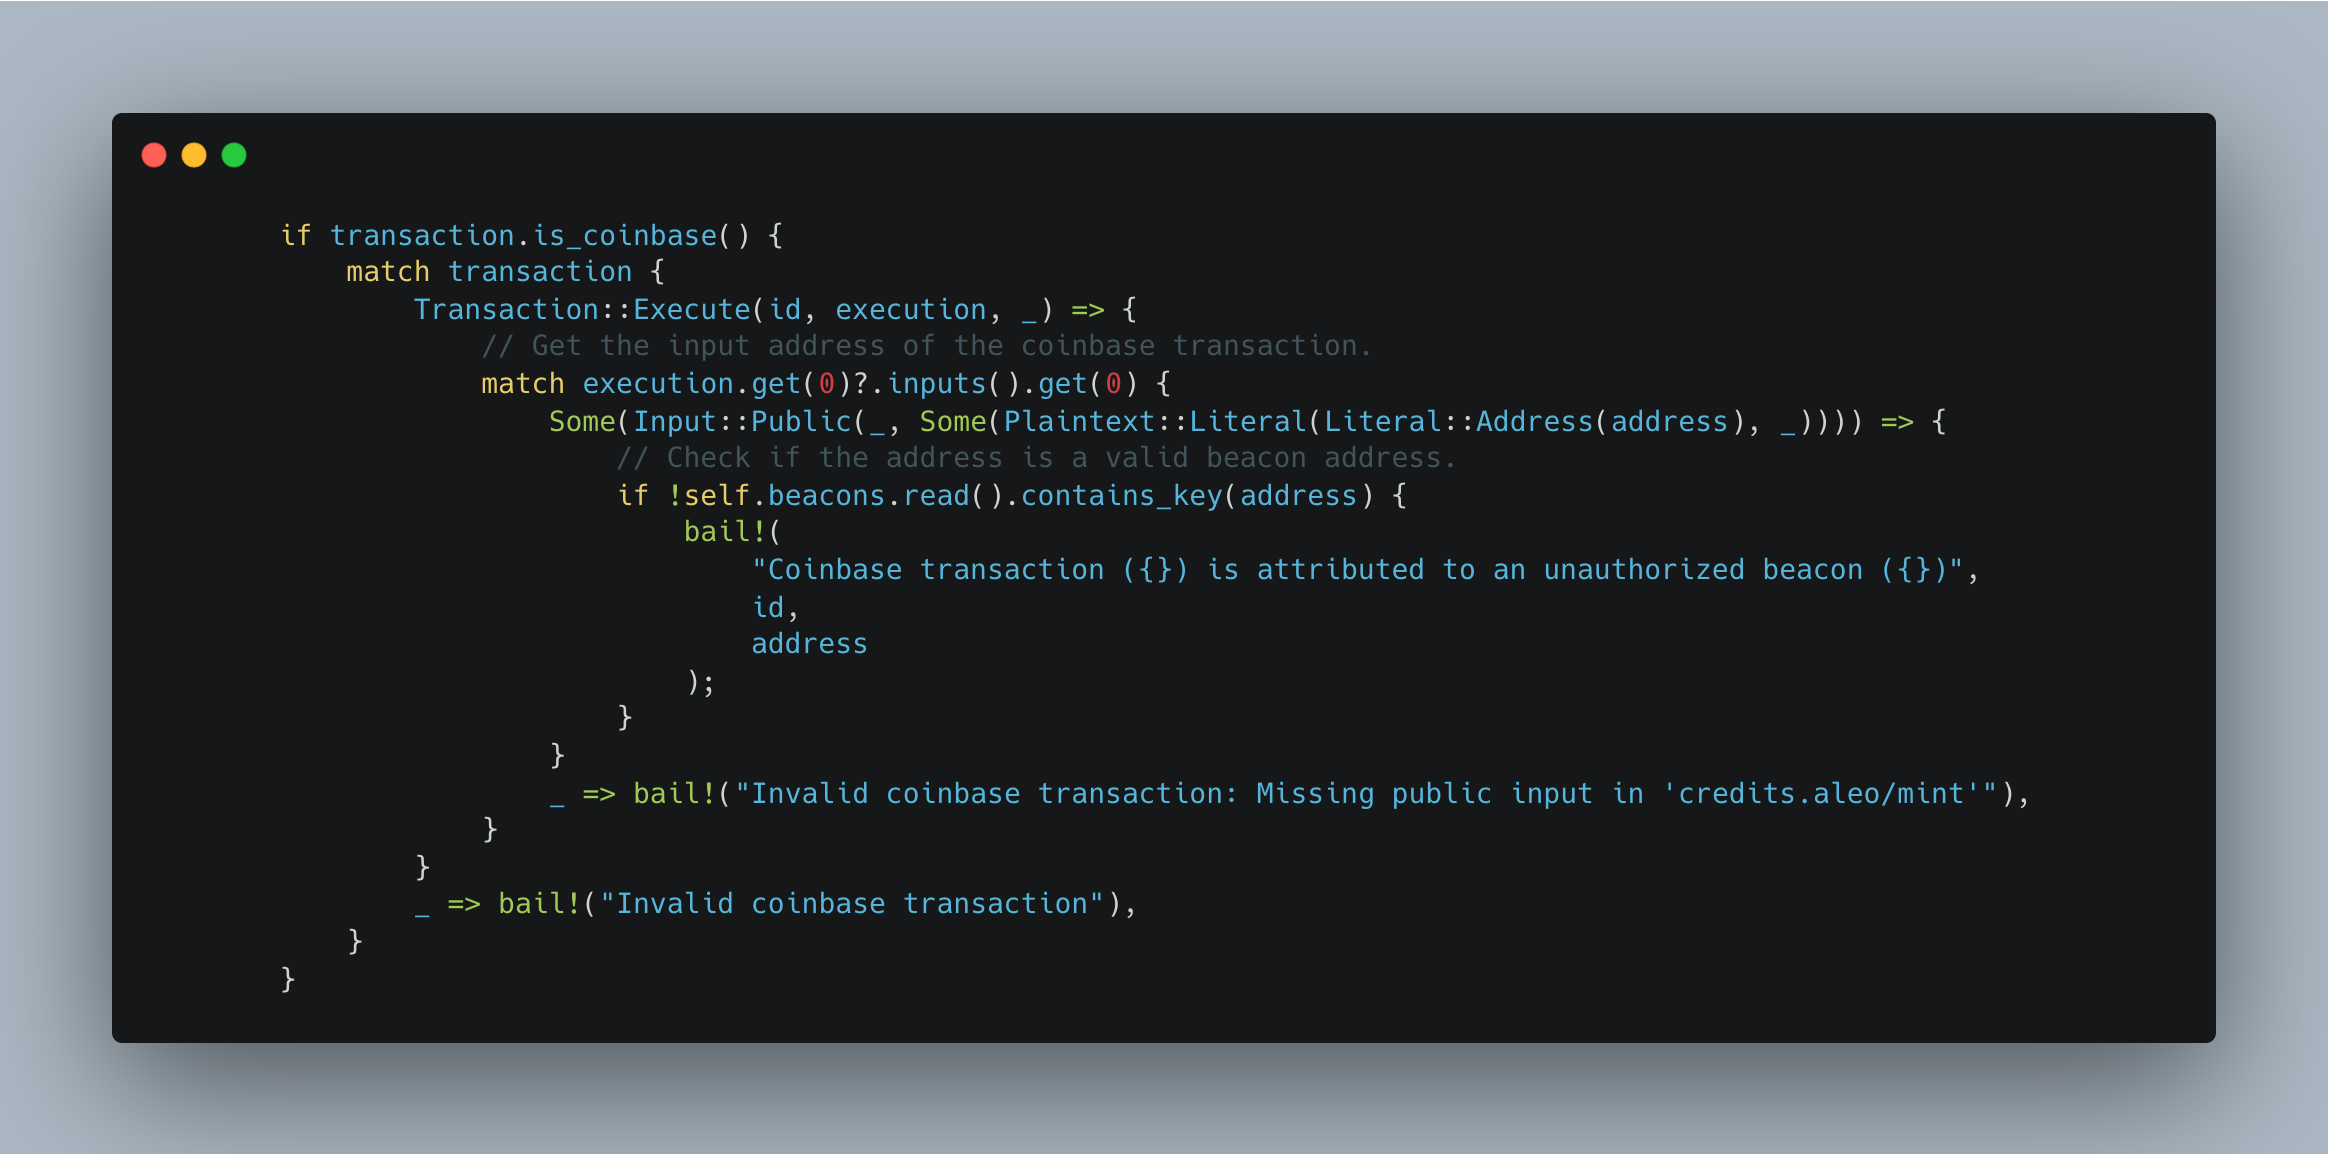 if transaction.is_coinbase() {
    match transaction {
        Transaction::Execute(id, execution, _) => {
            // Get the input address of the coinbase transaction.
            match execution.get(0)?.inputs().get(0) {
                Some(Input::Public(_, Some(Plaintext::Literal(Literal::Address(address), _)))) => {
                    // Check if the address is a valid beacon address.
                    if !self.beacons.read().contains_key(address) {
                        bail!(
                            "Coinbase transaction ({}) is attributed to an unauthorized beacon ({})",
                            id,
                            address
                        );
                    }
                }
                _ => bail!("Invalid coinbase transaction: Missing public input in 'credits.aleo/mint'"),
            }
        }
        _ => bail!("Invalid coinbase transaction"),
    }
}